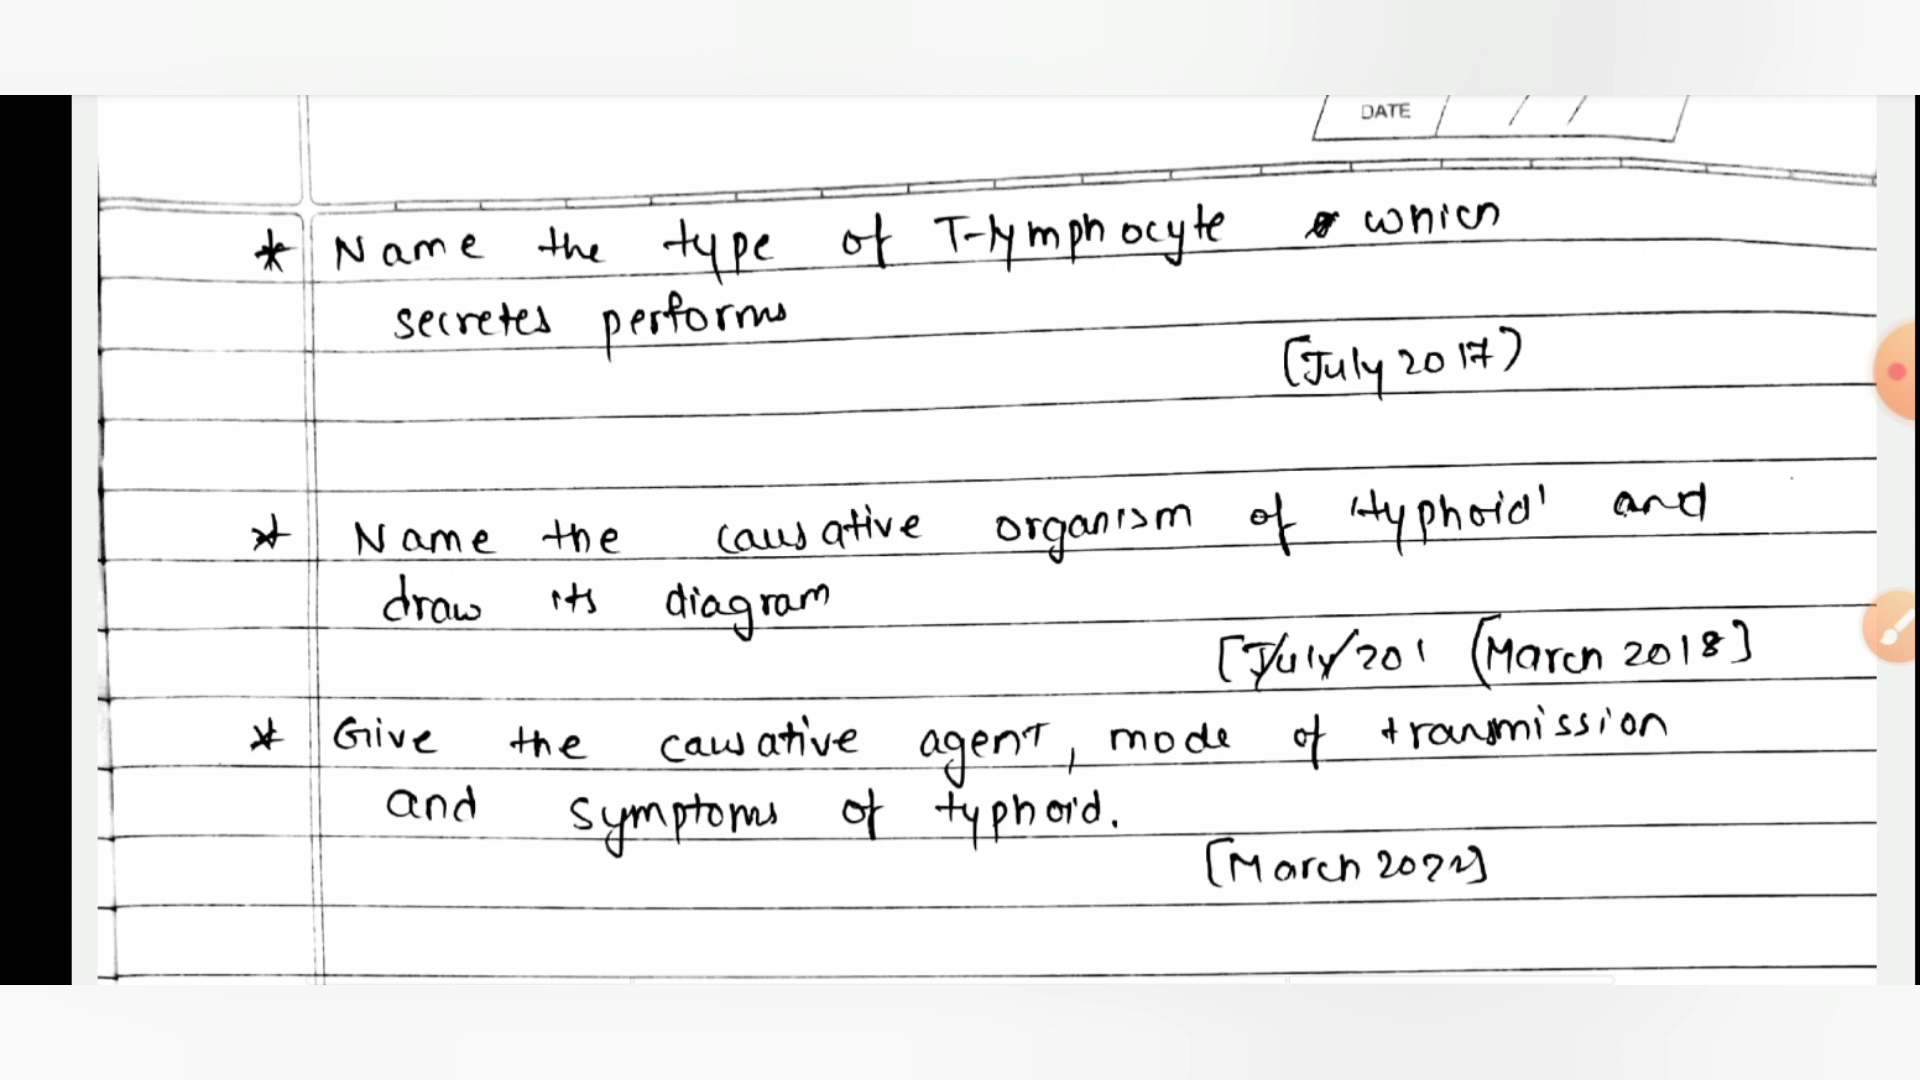 DATE / /
* Name the type of T-lymphocyte which
secretes performs
[July 2017)
* Name the causative organism of 'typhoid' and
draw its diagram
[July/201 (March 2018]
* Give the causative agent, mode of transmission
and symptoms of typhoid.
[March 2022]